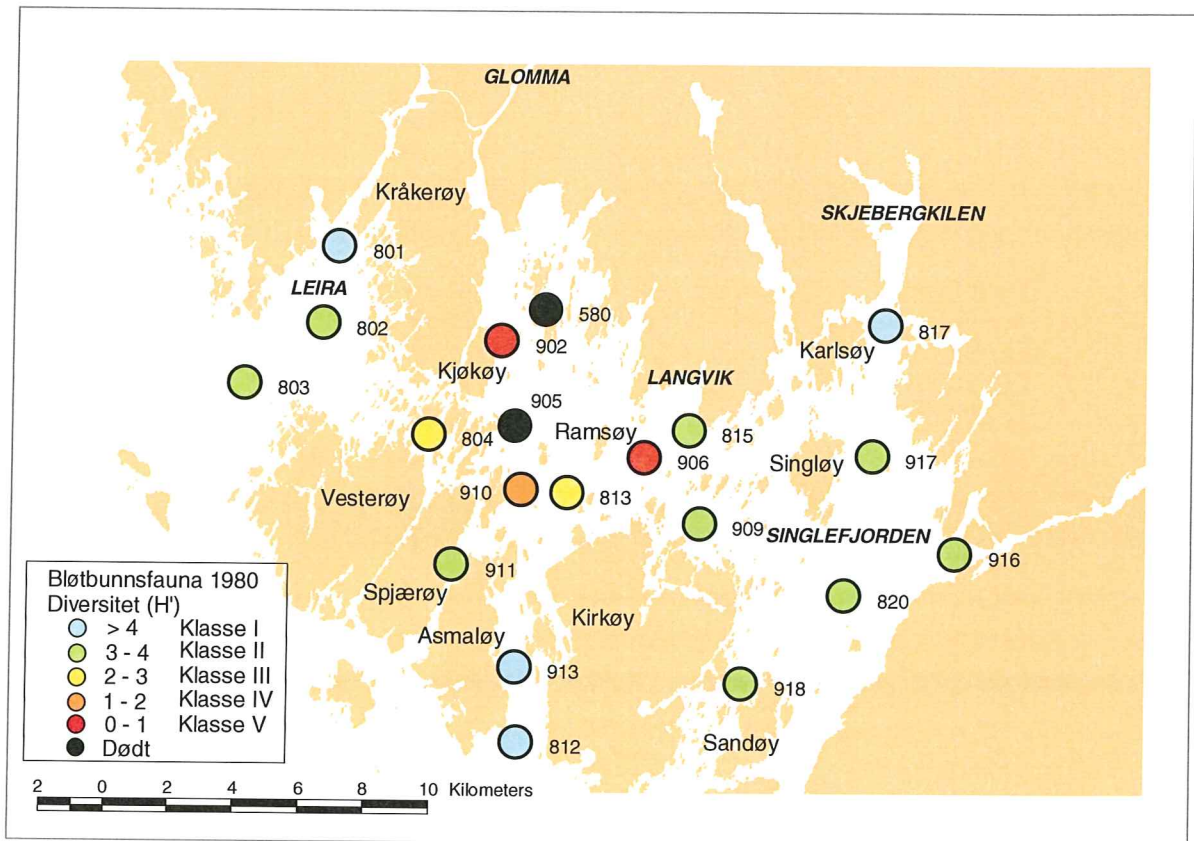 GLOMMA
Kråkerøy
SKJEBERGKILEN
801
LEIRA
580
802
902
Karlsøy
817
Kjøkøy
LANGVIK
803
905
804
Ramsøy
815
906
Singløy
917
Vesterøy
910
813
909
SINGLEFJORDEN
916
911
Spjærøy
820
Kirkøy
Asmaløy
913
918
812
Sandøy
Bløtbunnsfauna 1980
Diversitet (H')
> 4 Klasse I
3 - 4 Klasse II
2 - 3 Klasse III
1 - 2 Klasse IV
0 - 1 Klasse V
Dødt
2 0 2 4 6 8 10 Kilometers